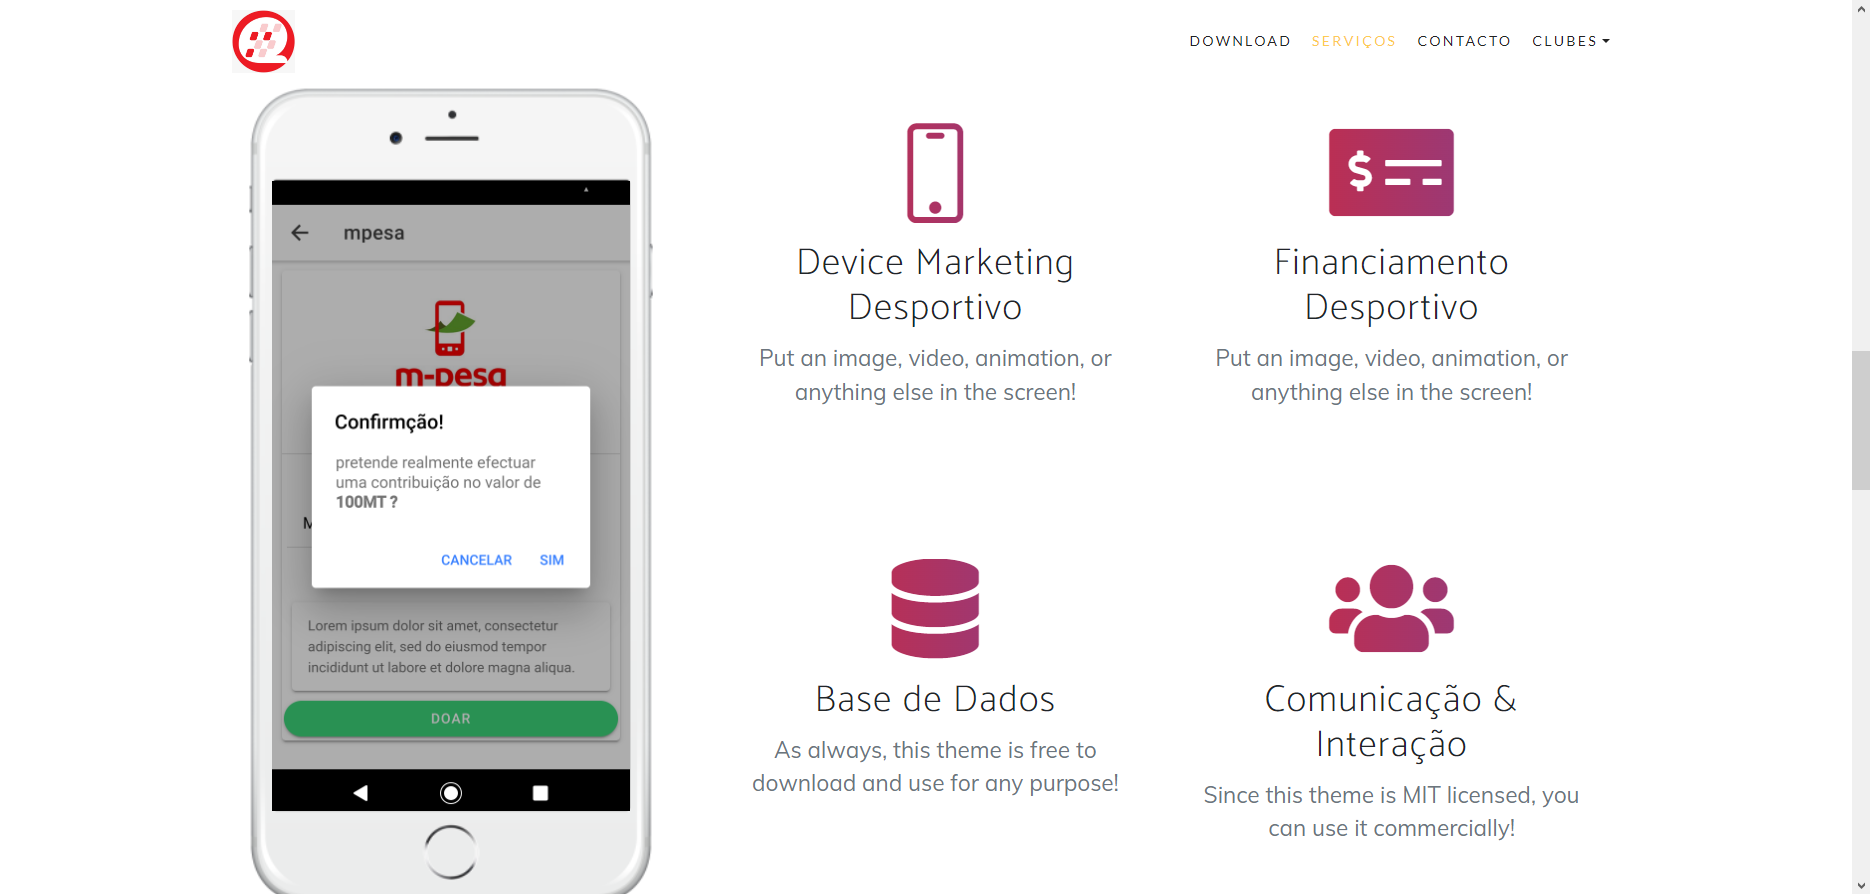 DOWNLOAD SERVIÇOS CONTACTO CLUBES
mpesa
m-pesa
Confirmção!
pretende realmente efectuar
uma contribuição no valor de
100MT ?
M
CANCELAR SIM
Lorem ipsum dolor sit amet, consectetur
adipiscing elit, sed do eiusmod tempor
incididunt ut labore et dolore magna aliqua.
DOAR
Device Marketing
Desportivo
Put an image, video, animation, or
anything else in the screen!
Financiamento
Desportivo
Put an image, video, animation, or
anything else in the screen!
Base de Dados
As always, this theme is free to
download and use for any purpose!
Comunicação &
Interação
Since this theme is MIT licensed, you
can use it commercially!